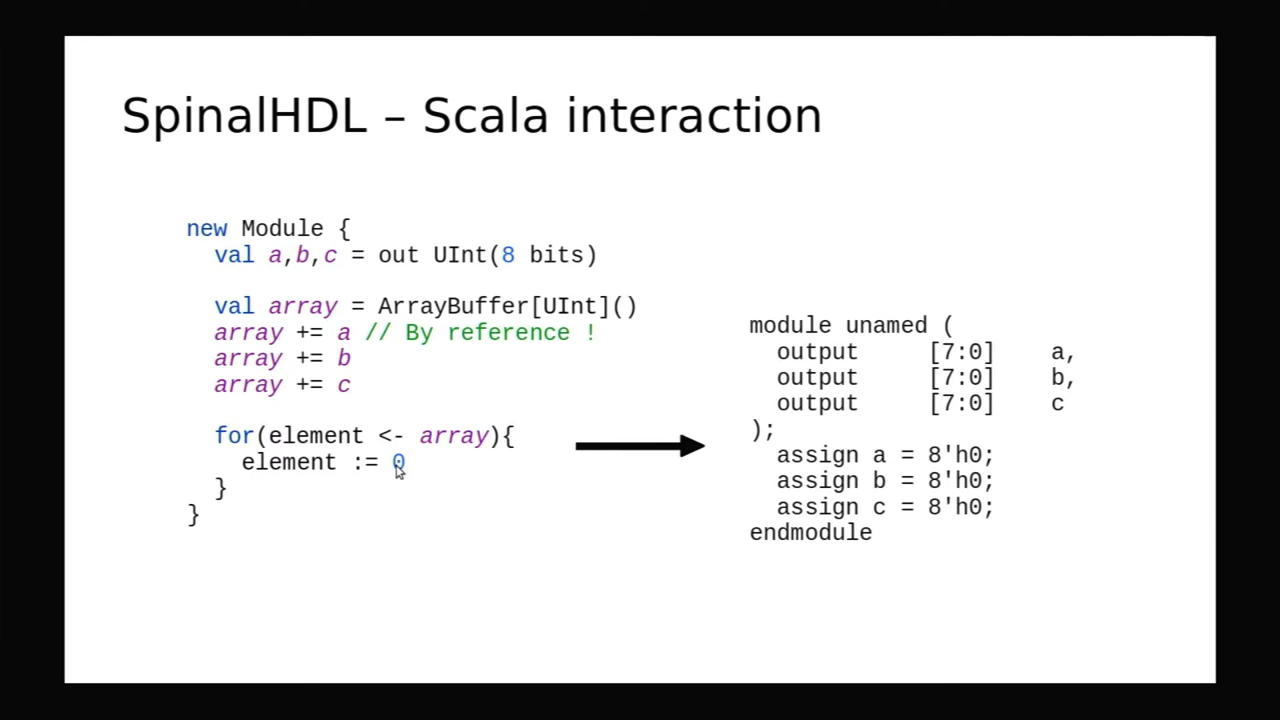 SpinalHDL – Scala interaction
new Module {
val a,b,c = out UInt(8 bits)
val array = ArrayBuffer[UInt]()
array += a // By reference !
array += b
array += c
for(element <- array){
element := 0
}
}
module unamed (
output [7:0] a,
output [7:0] b,
output [7:0] c
);
assign a = 8'h0;
assign b = 8'h0;
assign c = 8'h0;
endmodule